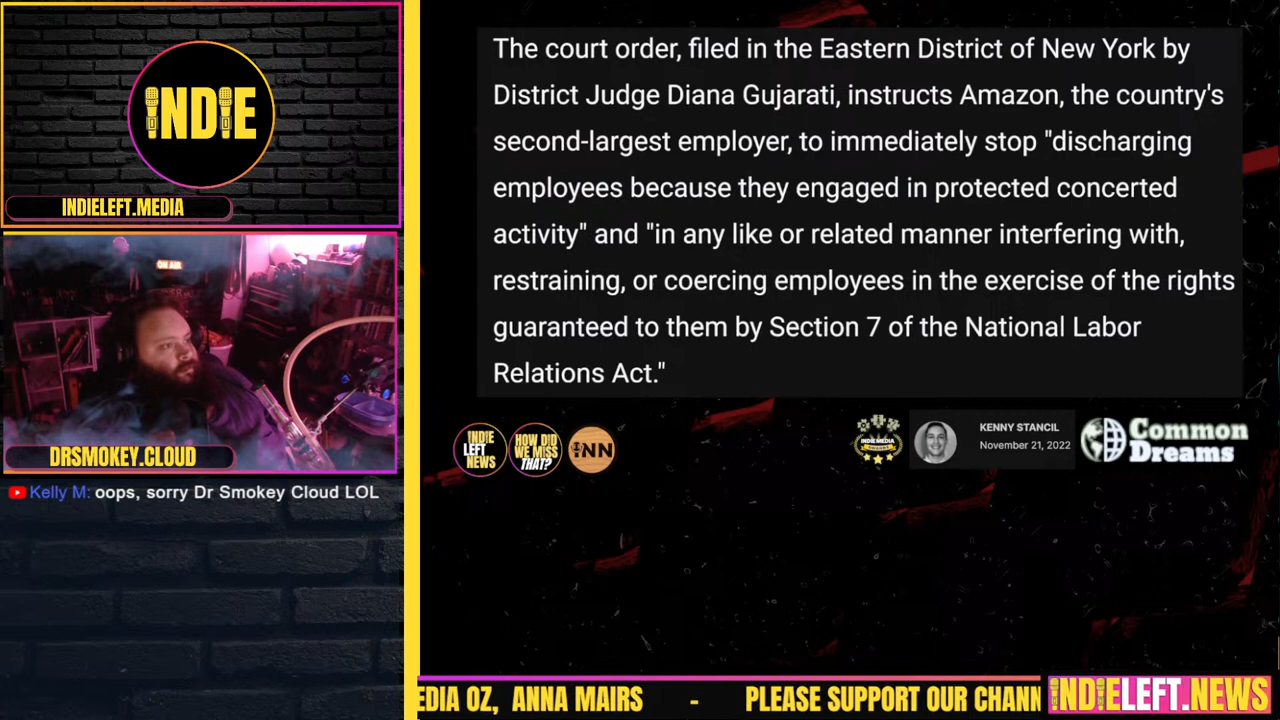 INDIE
INDIELEFT.MEDIA
ON AIR
DRSMOKEY.CLOUD
Kelly M: oops, sorry Dr Smokey Cloud LOL
The court order, filed in the Eastern District of New York by
District Judge Diana Gujarati, instructs Amazon, the country's
second-largest employer, to immediately stop "discharging
employees because they engaged in protected concerted
activity" and "in any like or related manner interfering with,
restraining, or coercing employees in the exercise of the rights
guaranteed to them by Section 7 of the National Labor
Relations Act."
INDIE
LEFT
NEWS
HOW DID
WE MISS
THAT?
INN
INDIE MEDIA
KENNY STANCIL
November 21, 2022
Common
Dreams
EDIA OZ, ANNA MAIRS - PLEASE SUPPORT OUR CHANN
INDIELEFT.NEWS